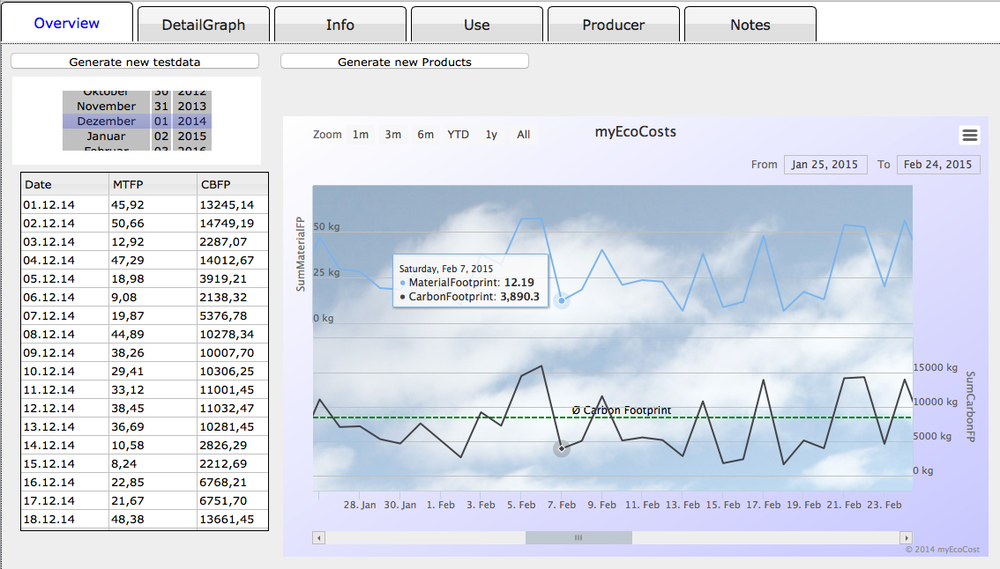 Overview DetailGraph Info Use Producer Notes
Generate new testdata Generate new Products
Oktober 30 2012
November 31 2013
Dezember 01 2014
Januar 02 2015
Februar 03 2016
Date MTFP CBFP
01.12.14 45,92 13245,14
02.12.14 50,66 14749,19
03.12.14 12,92 2287,07
04.12.14 47,29 14012,67
05.12.14 18,98 3919,21
06.12.14 9,08 2138,32
07.12.14 19,87 5376,78
08.12.14 44,89 10278,34
09.12.14 38,26 10007,70
10.12.14 29,41 10306,25
11.12.14 33,12 11001,45
12.12.14 38,45 11032,47
13.12.14 36,69 10281,45
14.12.14 10,58 2826,29
15.12.14 8,24 2212,69
16.12.14 22,85 6768,21
17.12.14 21,67 6751,70
18.12.14 48,38 13661,45
Zoom 1m 3m 6m YTD 1y All
myEcoCosts
From Jan 25, 2015 To Feb 24, 2015
SumMaterialFP
50 kg
25 kg
0 kg
Saturday, Feb 7, 2015
MaterialFootprint: 12.19
CarbonFootprint: 3,890.3
Ø Carbon Footprint
15000 kg
10000 kg
5000 kg
0 kg
SumCarbonFP
28. Jan 30. Jan 1. Feb 3. Feb 5. Feb 7. Feb 9. Feb 11. Feb 13. Feb 15. Feb 17. Feb 19. Feb 21. Feb 23. Feb
© 2014 myEcoCost